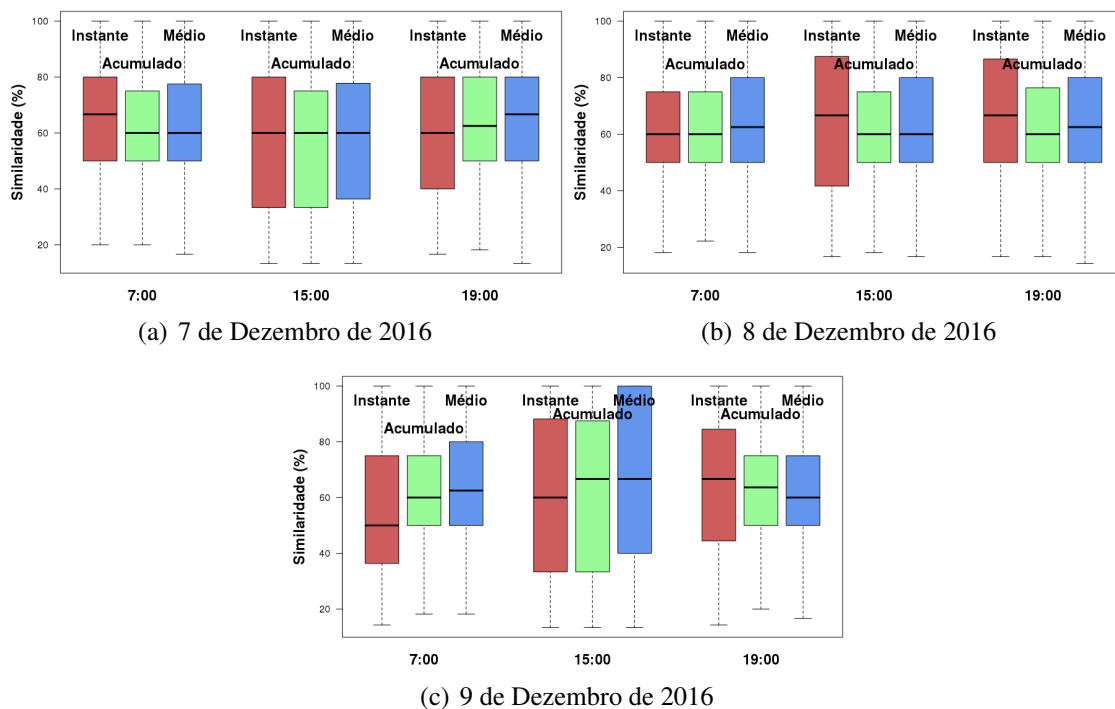 Similaridade (%)
100
80
60
40
20
Instante Médio Instante Médio Instante Médio
Acumulado Acumulado Acumulado
7:00 15:00 19:00
(a) 7 de Dezembro de 2016
Similaridade (%)
100
80
60
40
20
Instante Médio Instante Médio Instante Médio
Acumulado Acumulado Acumulado
7:00 15:00 19:00
(b) 8 de Dezembro de 2016
Similaridade (%)
100
80
60
40
20
Instante Médio Instante Médio Instante Médio
Acumulado Acumulado Acumulado
7:00 15:00 19:00
(c) 9 de Dezembro de 2016